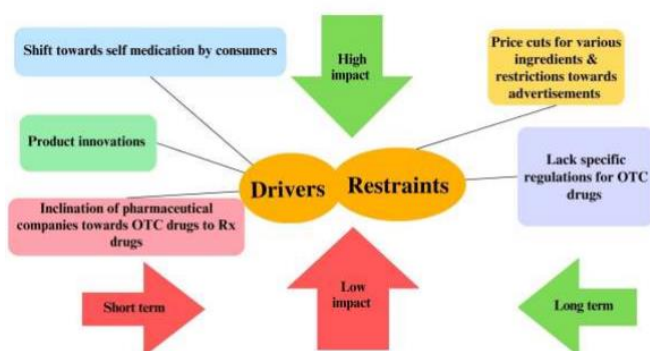 Shift towards self medication by consumers
High
impact
Price cuts for various
ingredients &
restrictions towards
advertisements
Product innovations
Drivers
Restraints
Lack specific
regulations for OTC
drugs
Inclination of pharmaceutical
companies towards OTC drugs to Rx
drugs
Short term
Low
impact
Long term